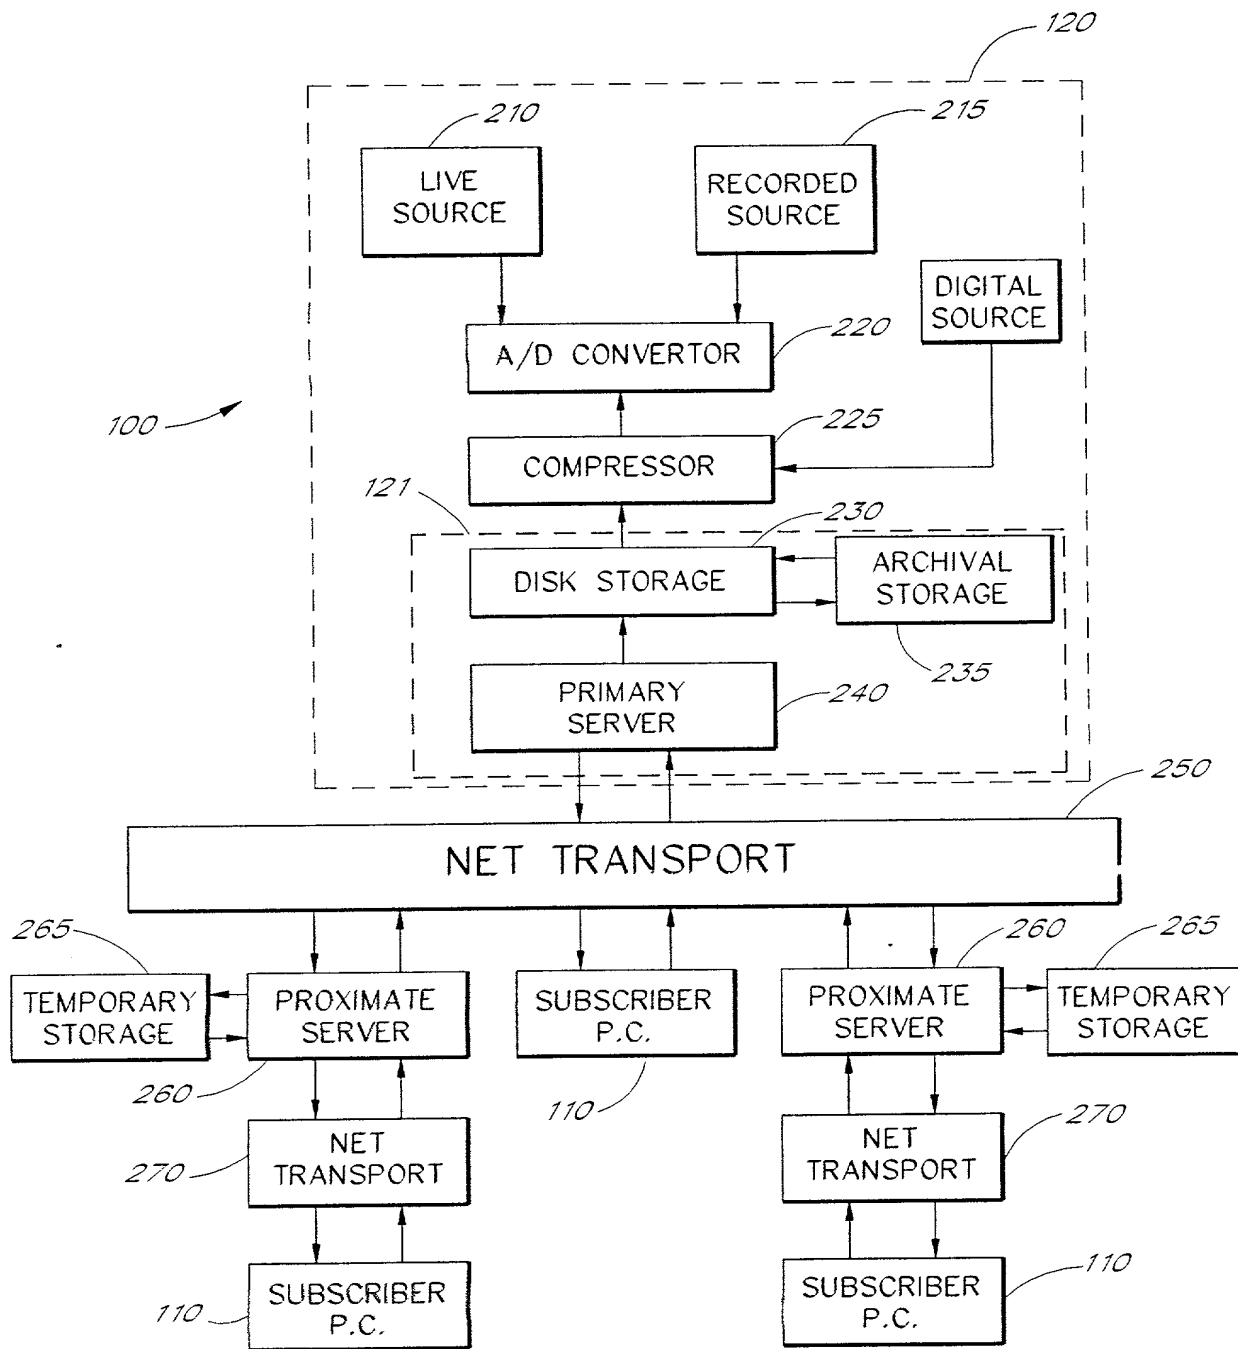 120
210
215
LIVE
SOURCE
RECORDED
SOURCE
DIGITAL
SOURCE
220
A/D CONVERTOR
100
225
COMPRESSOR
121
230
DISK STORAGE
ARCHIVAL
STORAGE
235
PRIMARY
SERVER
240
250
NET TRANSPORT
265
260
265
TEMPORARY
STORAGE
PROXIMATE
SERVER
SUBSCRIBER
P.C.
PROXIMATE
SERVER
TEMPORARY
STORAGE
260
110
270
NET
TRANSPORT
NET
TRANSPORT
270
110
SUBSCRIBER
P.C.
SUBSCRIBER
P.C.
110